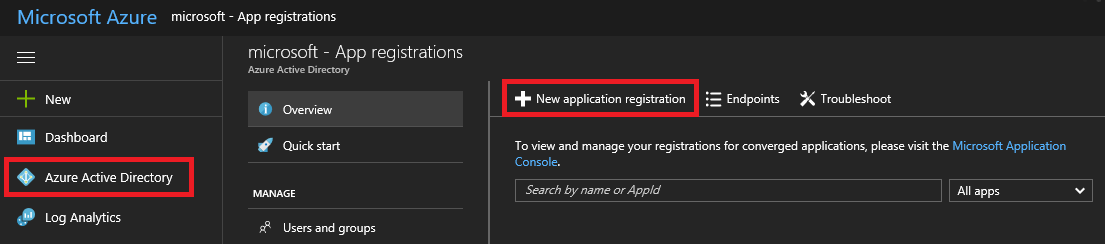 Microsoft Azure microsoft - App registrations
microsoft - App registrations
Azure Active Directory
New
Dashboard
Azure Active Directory
Log Analytics
Overview
Quick start
MANAGE
Users and groups
New application registration Endpoints Troubleshoot
To view and manage your registrations for converged applications, please visit the Microsoft Application
Console.
Search by name or AppId All apps